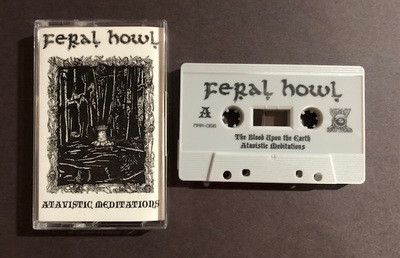 Feral Howl
Atavistic Meditations
Feral Howl
A
The Blood Upon the Earth
Atavistic Meditations